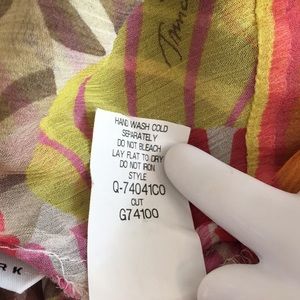 HAND WASH COLD
SEPARATELY
DO NOT BLEACH
LAY FLAT TO DRY
DO NOT IRON
STYLE
Q-74041CO
CUT
G74100
R K